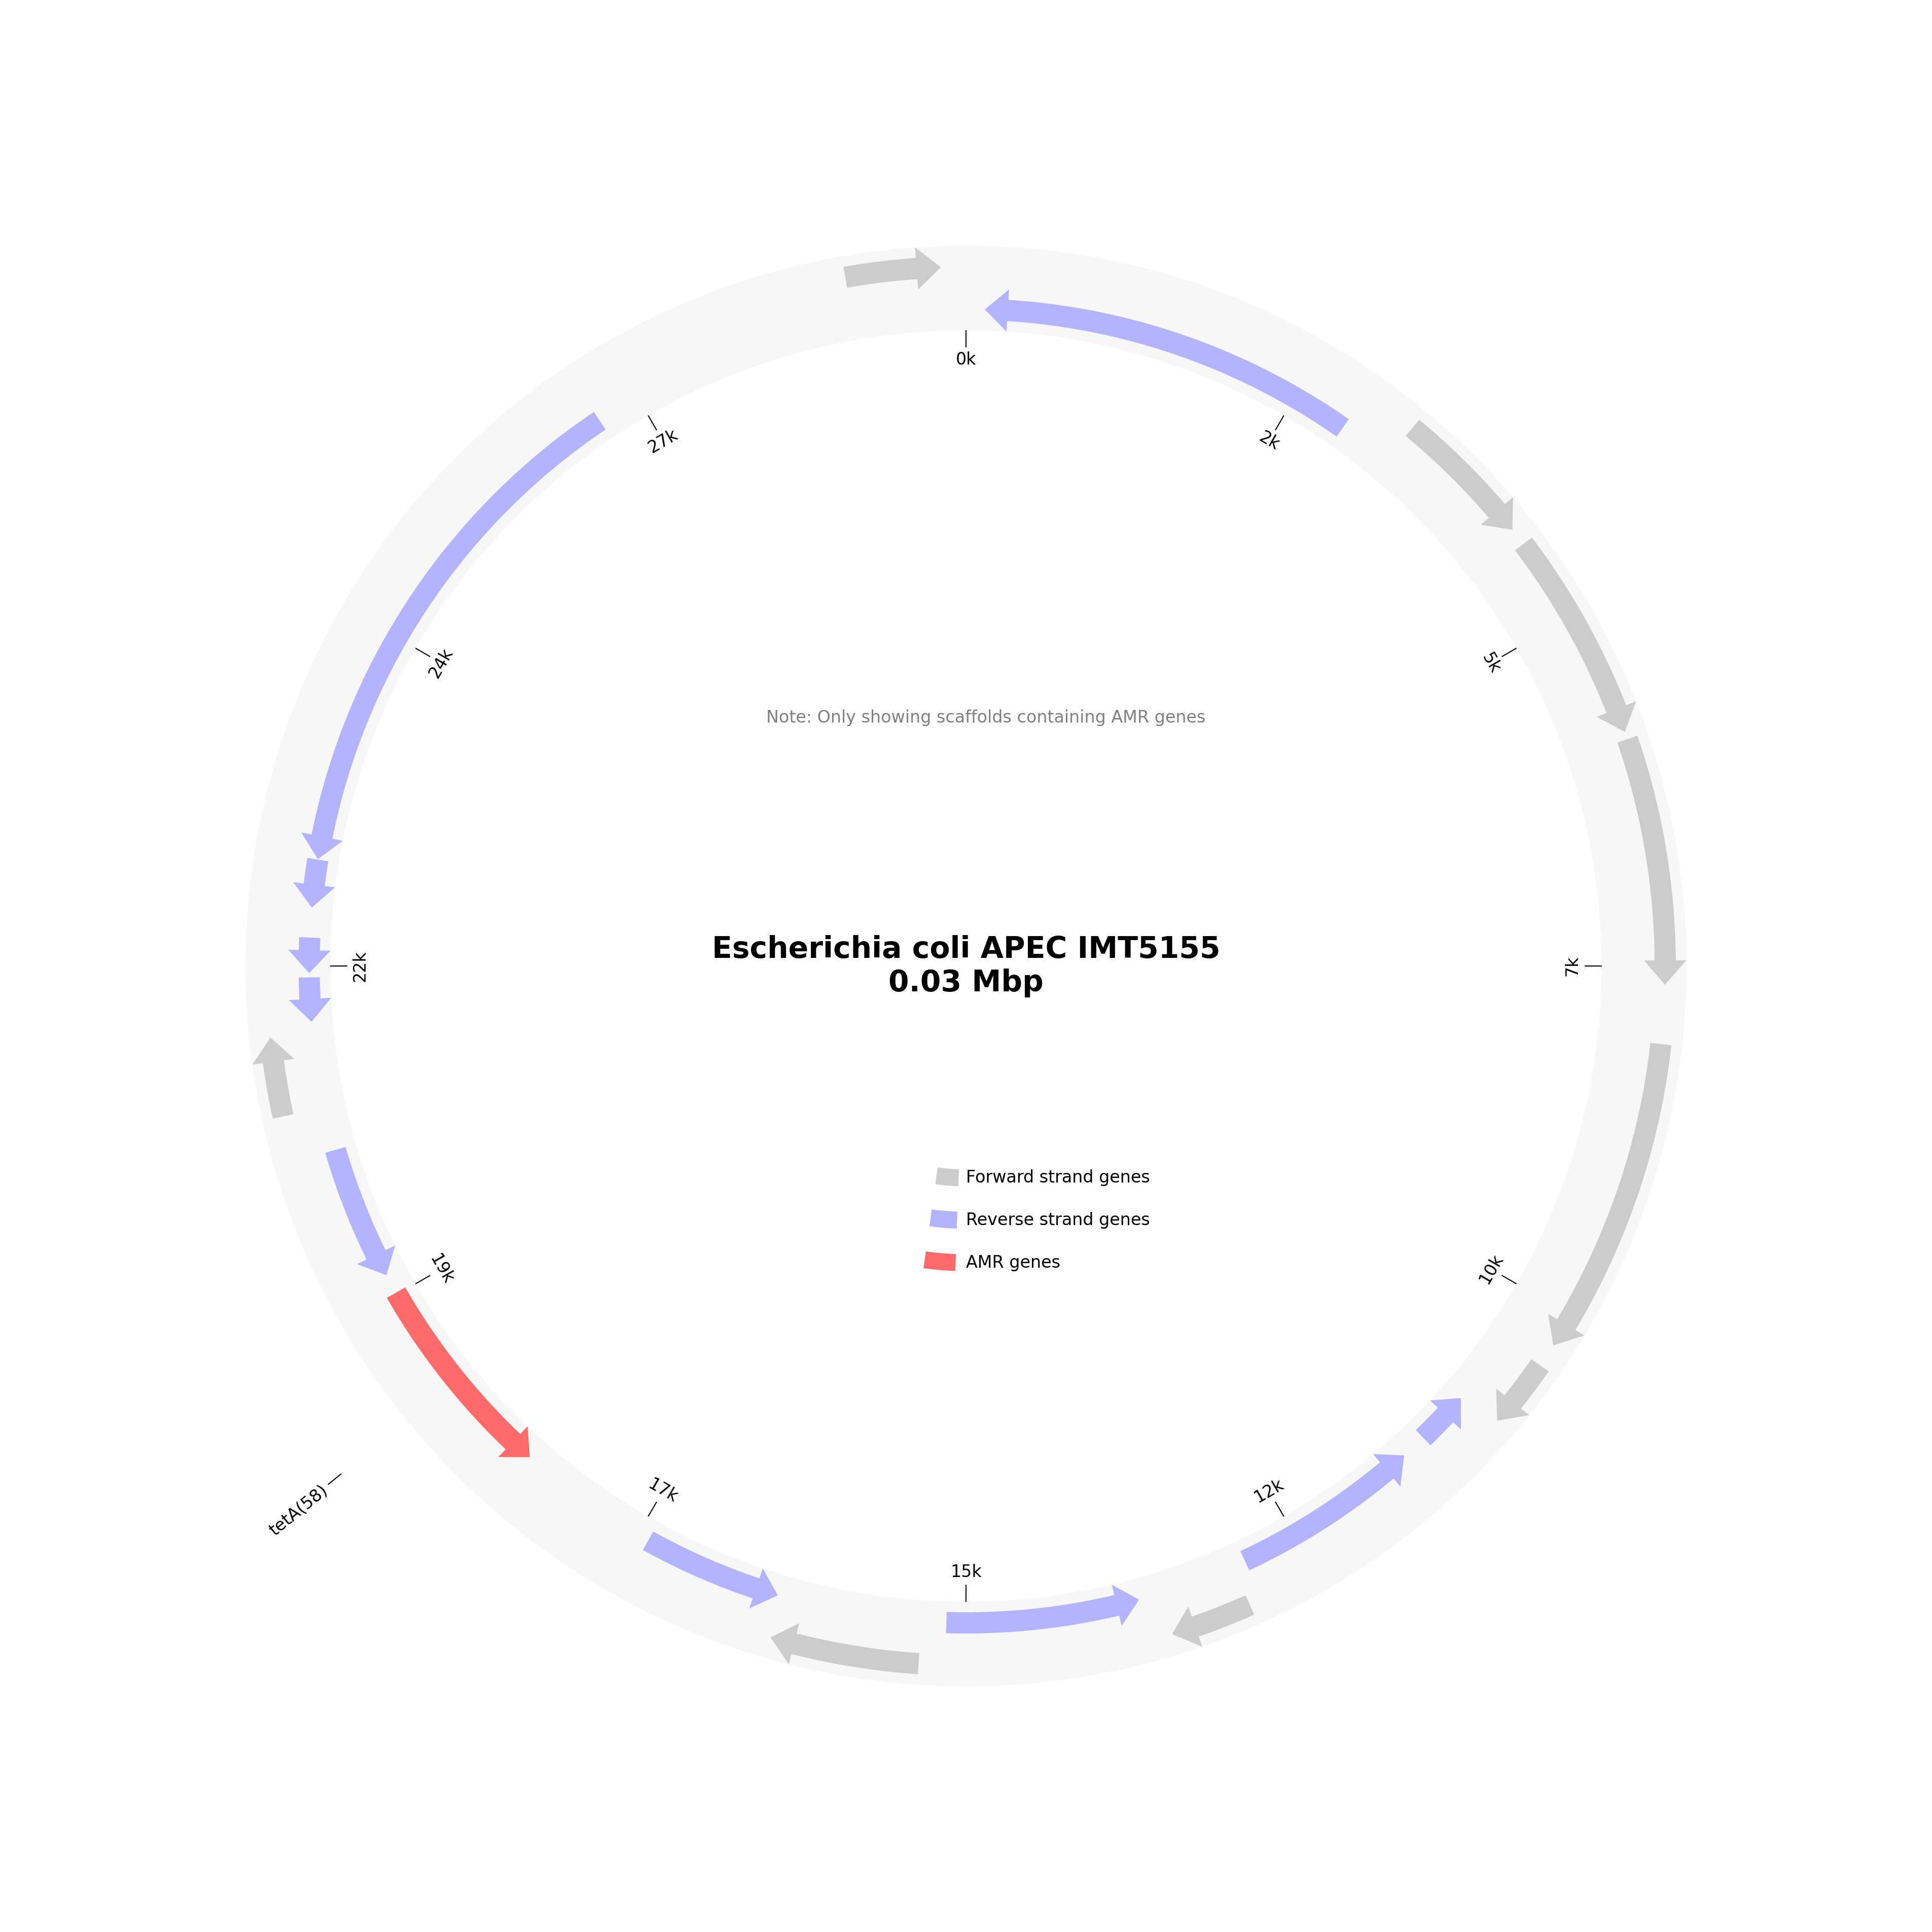 0k
27k
2k
24k
5k
Note: Only showing scaffolds containing AMR genes
Escherichia coli APEC IMT5155
0.03 Mbp
22k
7k
Forward strand genes
Reverse strand genes
AMR genes
19k
10k
tetA(58)
17k
12k
15k